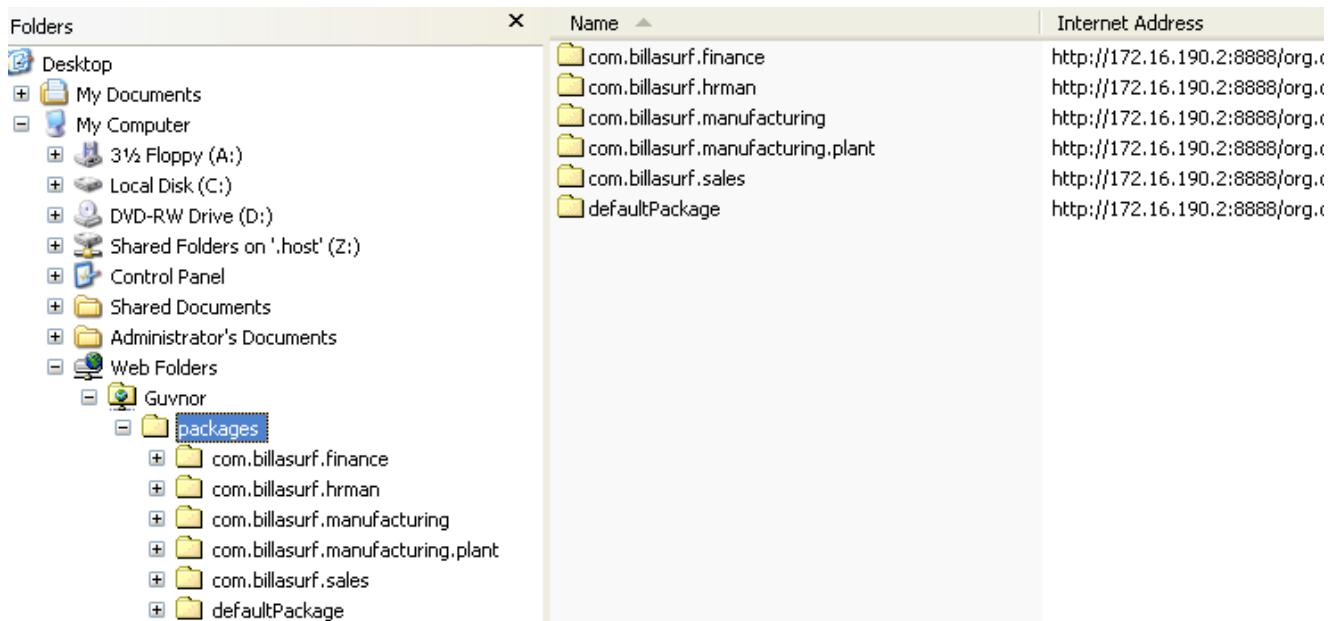 Folders
Desktop
My Documents
My Computer
3½ Floppy (A:)
Local Disk (C:)
DVD-RW Drive (D:)
Shared Folders on '.host' (Z:)
Control Panel
Shared Documents
Administrator's Documents
Web Folders
Guvnor
packages
com.billasurf.finance
com.billasurf.hrman
com.billasurf.manufacturing
com.billasurf.manufacturing.plant
com.billasurf.sales
defaultPackage
Name Internet Address
com.billasurf.finance http://172.16.190.2:8888/org.
com.billasurf.hrman http://172.16.190.2:8888/org.
com.billasurf.manufacturing http://172.16.190.2:8888/org.
com.billasurf.manufacturing.plant http://172.16.190.2:8888/org.
com.billasurf.sales http://172.16.190.2:8888/org.
defaultPackage http://172.16.190.2:8888/org.